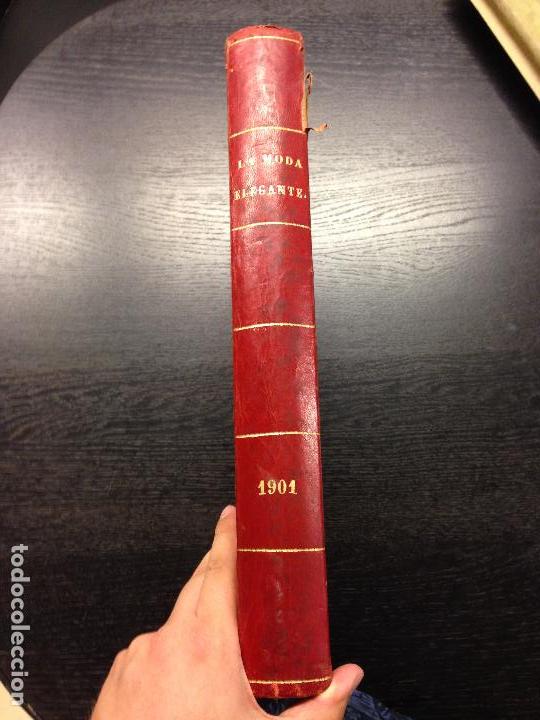 LA MODA
ELEGANTE.
1901
todocoleccion